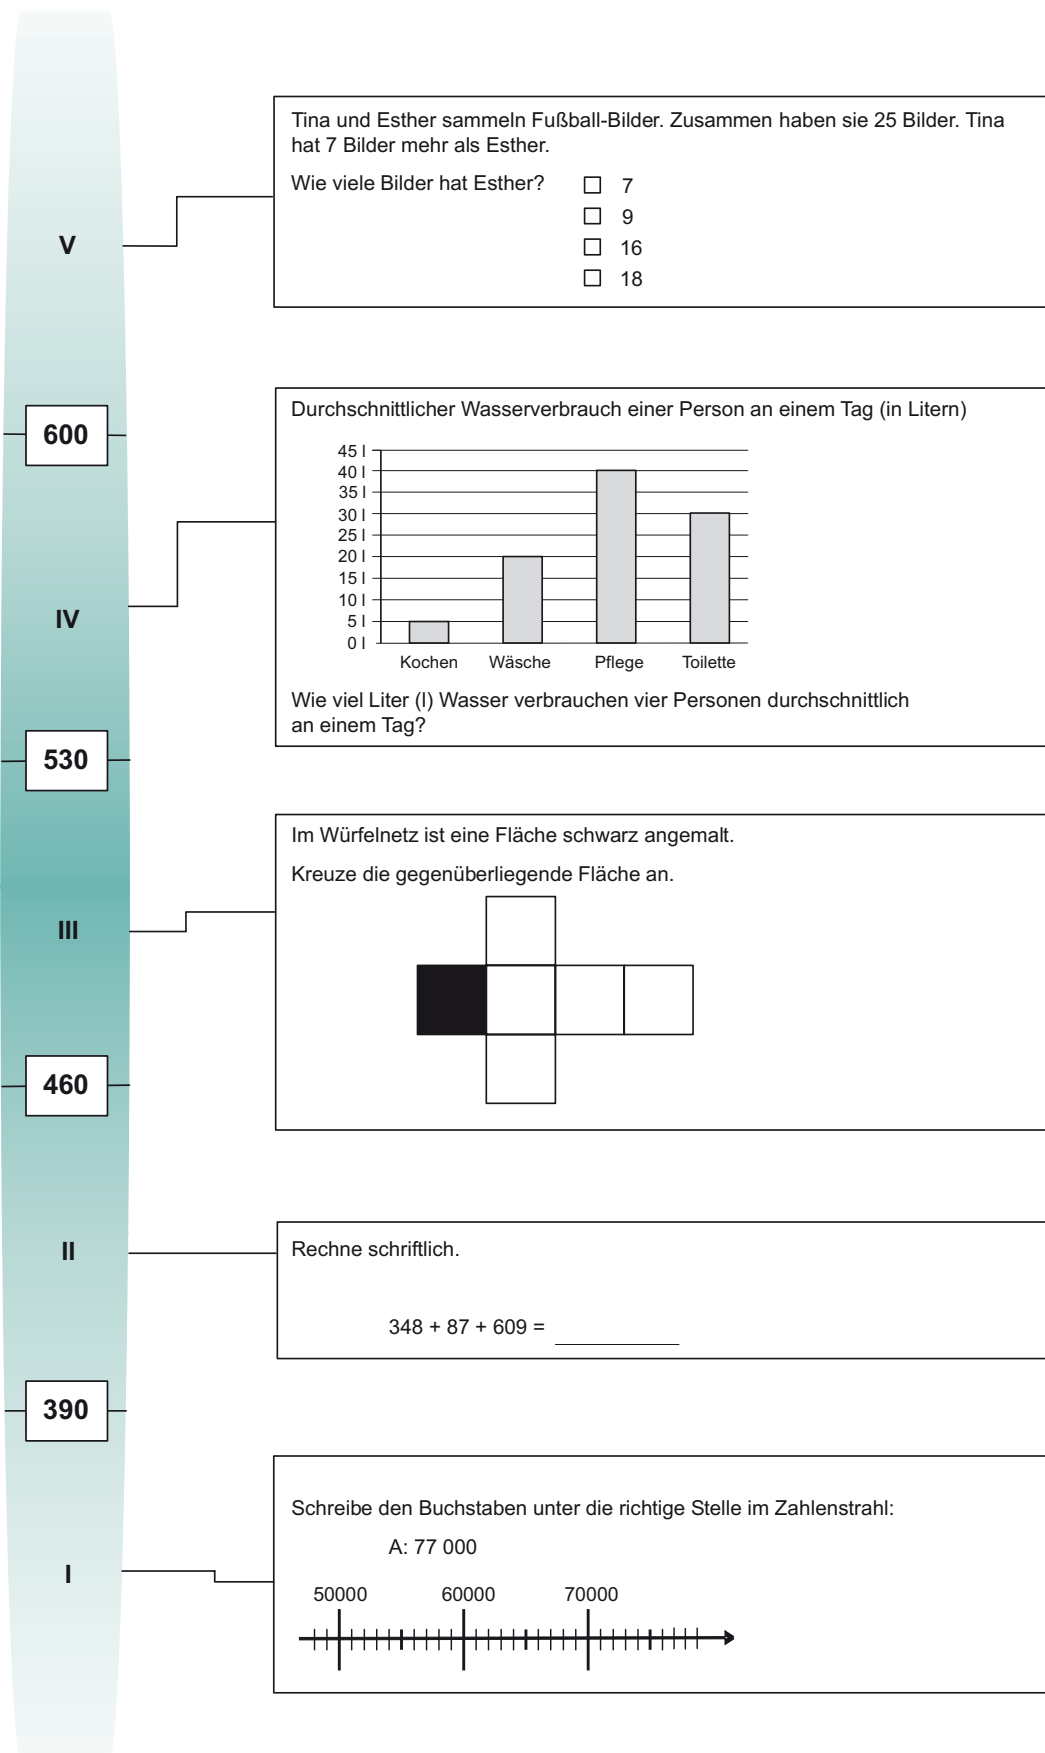 Tina und Esther sammeln Fußball-Bilder. Zusammen haben sie 25 Bilder. Tina
hat 7 Bilder mehr als Esther.
Wie viele Bilder hat Esther?
7
9
16
18
V
600
Durchschnittlicher Wasserverbrauch einer Person an einem Tag (in Litern)
45 l
40 l
35 l
30 l
25 l
20 l
15 l
10 l
5 l
0 l
Kochen Wäsche Pflege Toilette
Wie viel Liter (l) Wasser verbrauchen vier Personen durchschnittlich
an einem Tag?
IV
530
Im Würfelnetz ist eine Fläche schwarz angemalt.
Kreuze die gegenüberliegende Fläche an.
III
460
II
Rechne schriftlich.
348 + 87 + 609 =
390
Schreibe den Buchstaben unter die richtige Stelle im Zahlenstrahl:
A: 77 000
I
50000 60000 70000